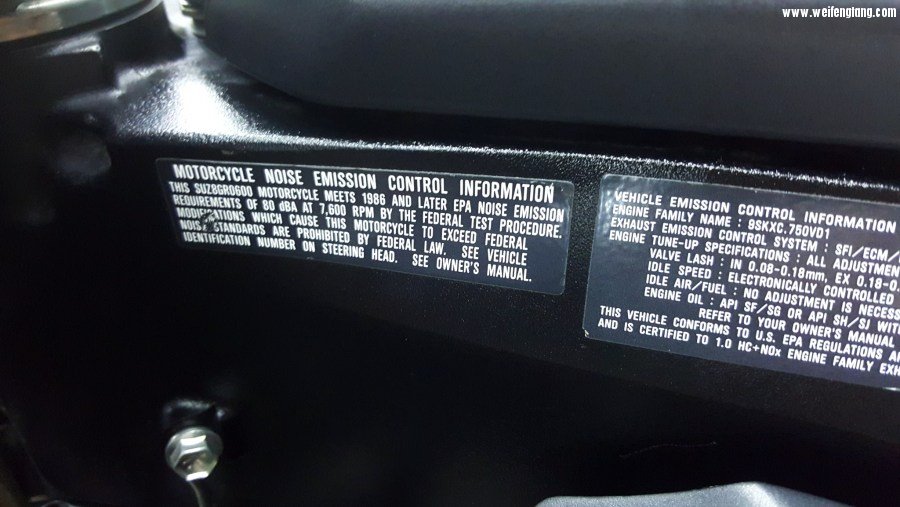 www.weifengtang.com
MOTORCYCLE NOISE EMISSION CONTROL INFORMATION
THIS SUZ8GR0600 MOTORCYCLE MEETS 1986 AND LATER EPA NOISE EMISSION
REQUIREMENTS OF 80 dBA AT 7,600 RPM BY THE FEDERAL TEST PROCEDURE.
MODIFICATIONS WHICH CAUSE THIS MOTORCYCLE TO EXCEED FEDERAL
NOISE STANDARDS ARE PROHIBITED BY FEDERAL LAW. SEE VEHICLE
IDENTIFICATION NUMBER ON STEERING HEAD. SEE OWNER'S MANUAL.
VEHICLE EMISSION CONTROL INFORMATION
ENGINE FAMILY NAME : 9SKXC.750VD1
EXHAUST EMISSION CONTROL SYSTEM : SFI/ECM/
ENGINE TUNE-UP SPECIFICATIONS : ALL ADJUSTMEN
VALVE LASH : IN 0.08-0.18mm, EX 0.18-0.
IDLE SPEED : ELECTRONICALLY CONTROLLED
IDLE AIR/FUEL : NO ADJUSTMENT IS NECESS
ENGINE OIL : API SF/SG OR API SH/SJ WIT
REFER TO YOUR OWNER'S MANUAL
THIS VEHICLE CONFORMS TO U.S. EPA REGULATIONS A
AND IS CERTIFIED TO 1.0 HC+NOx ENGINE FAMILY EXH